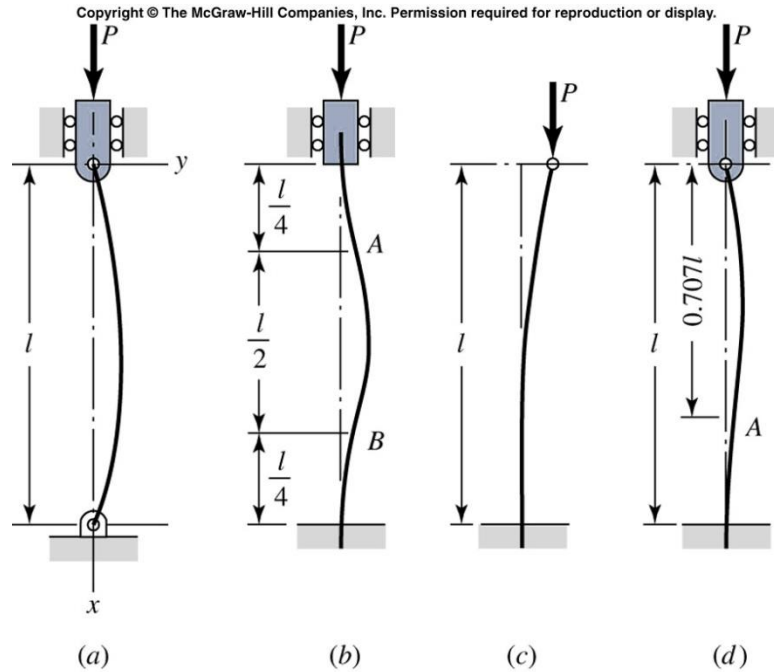 Copyright © The McGraw-Hill Companies, Inc. Permission required for reproduction or display.
P
P
P
P
y
l/4
A
l/2
B
l/4
l
l
l
0.707l
A
x
(a)
(b)
(c)
(d)